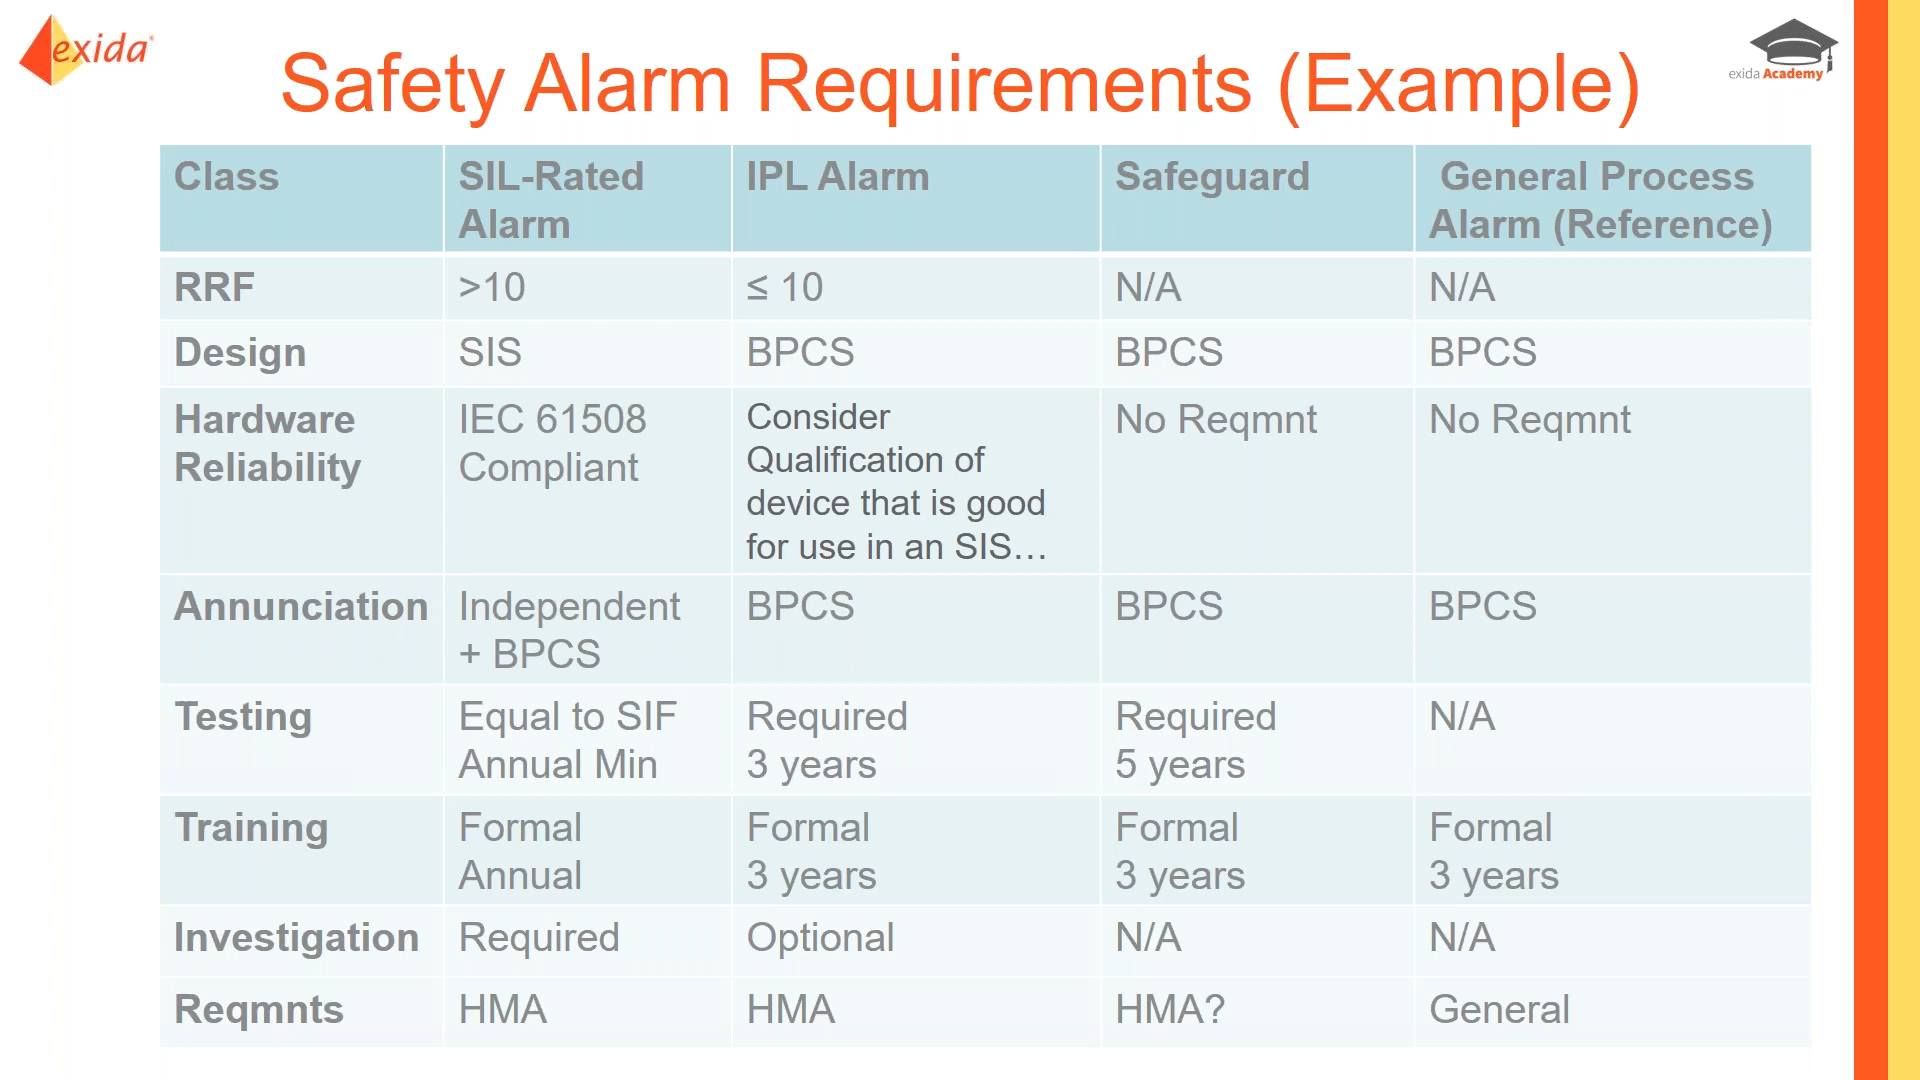 exida
exida Academy
Safety Alarm Requirements (Example)
Class
SIL-Rated
Alarm
IPL Alarm
Safeguard
General Process
Alarm (Reference)
RRF
>10
≤ 10
N/A
N/A
Design
SIS
BPCS
BPCS
BPCS
Hardware
Reliability
IEC 61508
Compliant
Consider
Qualification of
device that is good
for use in an SIS…
No Reqmnt
No Reqmnt
Annunciation
Independent
+ BPCS
BPCS
BPCS
BPCS
Testing
Equal to SIF
Annual Min
Required
3 years
Required
5 years
N/A
Training
Formal
Annual
Formal
3 years
Formal
3 years
Formal
3 years
Investigation
Required
Optional
N/A
N/A
Reqmnts
HMA
HMA
HMA?
General